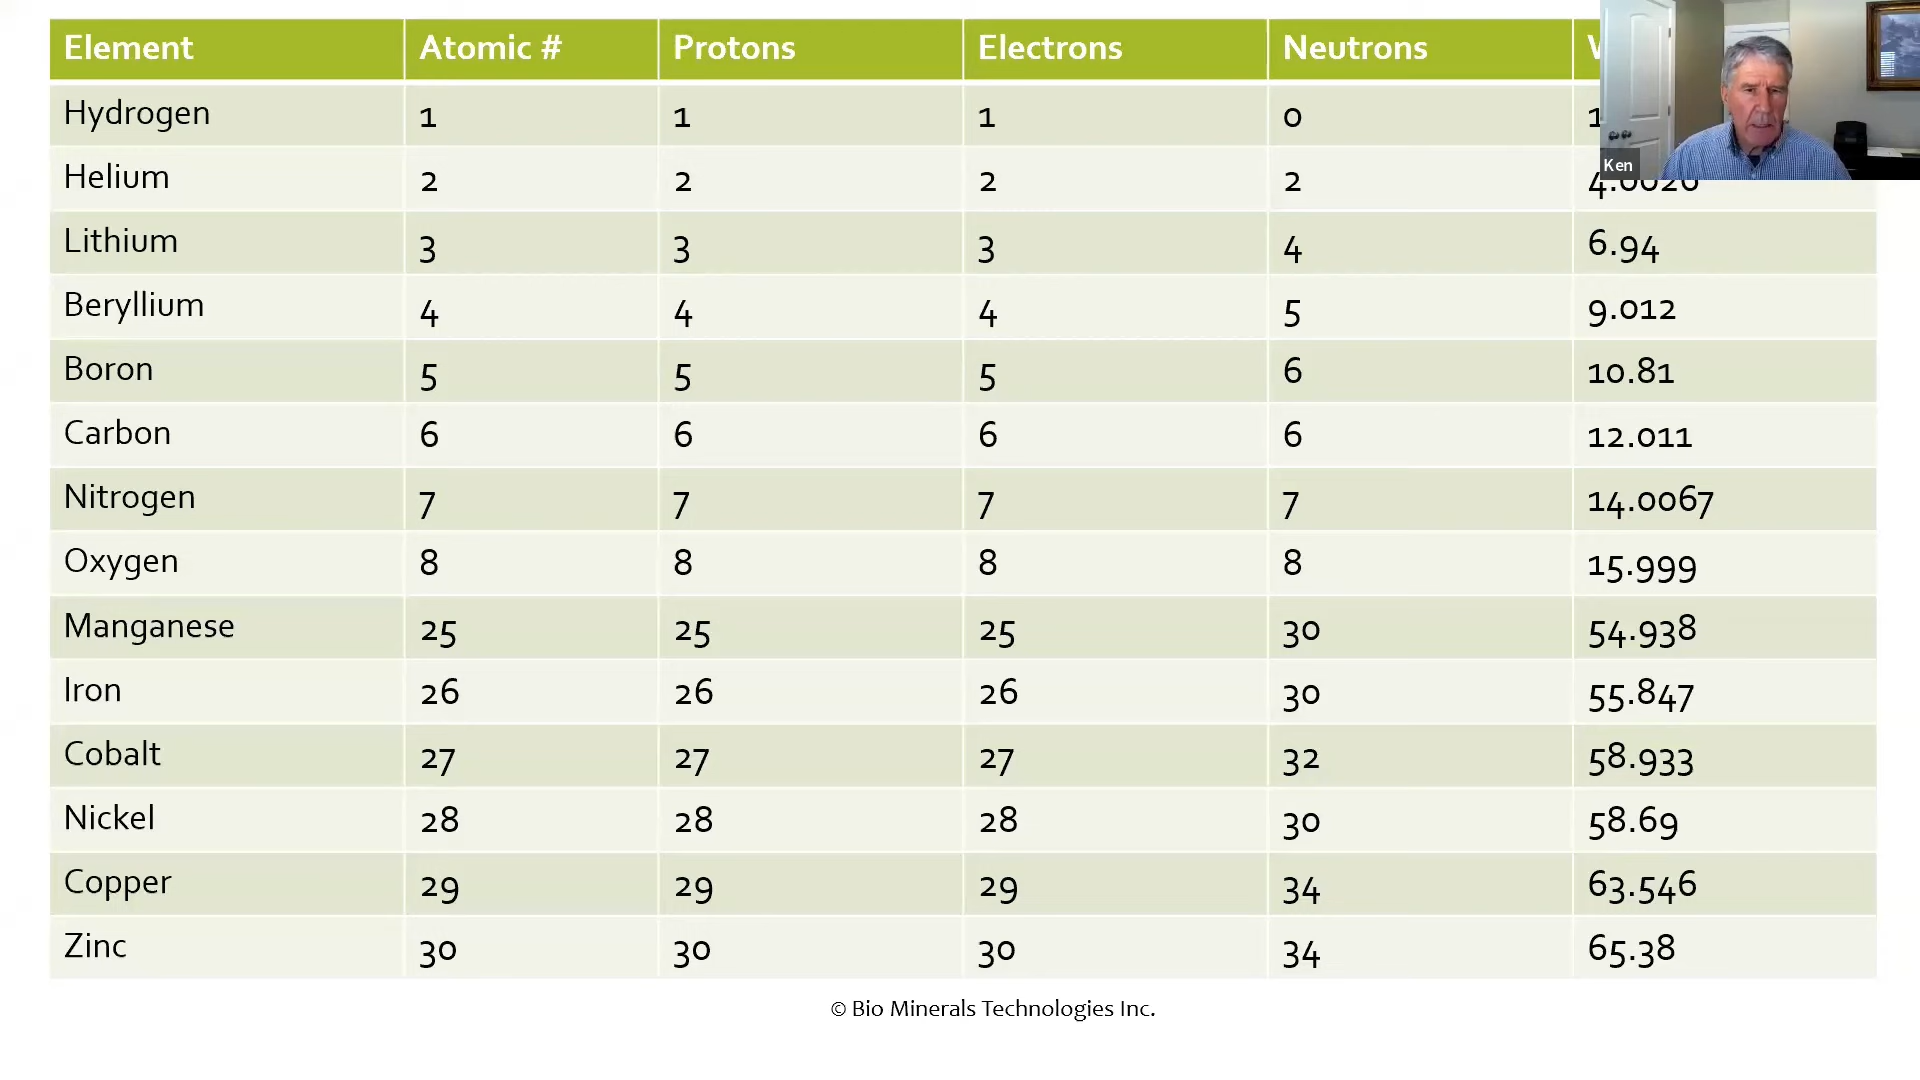 Element Atomic # Protons Electrons Neutrons
Hydrogen 1 1 1 0
Helium 2 2 2 2 4.0026
Lithium 3 3 3 4 6.94
Beryllium 4 4 4 5 9.012
Boron 5 5 5 6 10.81
Carbon 6 6 6 6 12.011
Nitrogen 7 7 7 7 14.0067
Oxygen 8 8 8 8 15.999
Manganese 25 25 25 30 54.938
Iron 26 26 26 30 55.847
Cobalt 27 27 27 32 58.933
Nickel 28 28 28 30 58.69
Copper 29 29 29 34 63.546
Zinc 30 30 30 34 65.38
© Bio Minerals Technologies Inc.
Ken